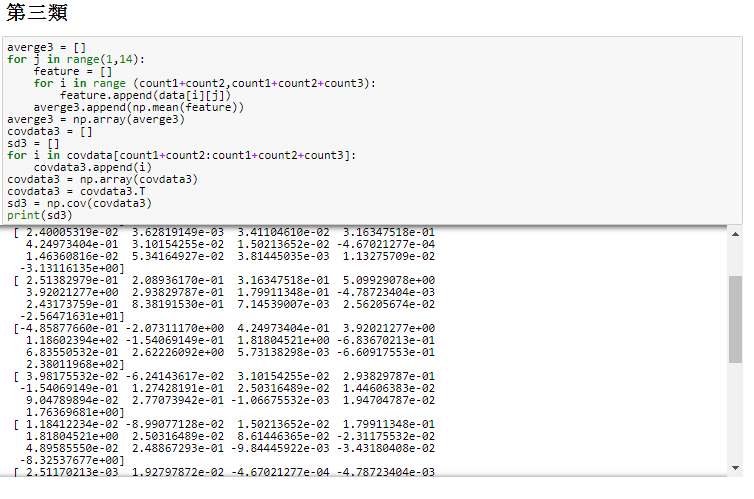 第三類
averge3 = []
for j in range(1,14):
    feature = []
    for i in range (count1+count2,count1+count2+count3):
        feature.append(data[i][j])
    averge3.append(np.mean(feature))
averge3 = np.array(averge3)
covdata3 = []
sd3 = []
for i in covdata[count1+count2:count1+count2+count3]:
    covdata3.append(i)
covdata3 = np.array(covdata3)
covdata3 = covdata3.T
sd3 = np.cov(covdata3)
print(sd3)
[ 2.40005319e-02  3.62819149e-03  3.41104610e-02  3.16347518e-01
  4.24973404e-01  3.10154255e-02  1.50213652e-02 -4.67021277e-04
  1.46360816e-02  5.34164927e-02  3.81445035e-03  1.13275709e-02
 -3.13116135e+00]
[ 2.51382979e-01  2.08936170e-01  3.16347518e-01  5.09929078e+00
  3.92021277e+00  2.93829787e-01  1.79911348e-01 -4.78723404e-03
  2.43173759e-01  8.38191530e-01  7.14539007e-03  2.56205674e-02
 -2.56471631e+01]
[-4.85877660e-01 -2.07311170e+00  4.24973404e-01  3.92021277e+00
  1.18602394e+02 -1.54069149e-01  1.81804521e+00 -6.83670213e-01
  6.83550532e-01  2.62226092e+00  5.73138298e-03 -6.60917553e-01
  2.38011968e+02]
[ 3.98175532e-02 -6.24143617e-02  3.10154255e-02  2.93829787e-01
 -1.54069149e-01  1.27428191e-01  2.50316489e-02  1.44606383e-02
  9.04789894e-02  2.77073942e-01 -1.06675532e-03  1.94704787e-02
  1.76369681e+00]
[ 1.18412234e-02 -8.99077128e-02  1.50213652e-02  1.79911348e-01
  1.81804521e+00  2.50316489e-02  8.61446365e-02 -2.31175532e-02
  4.89585550e-02  2.48867293e-01 -9.84445922e-03 -3.43180408e-02
 -8.32537677e+00]
[ 2.51170213e-03  1.92797872e-02 -4.67021277e-04 -4.78723404e-03